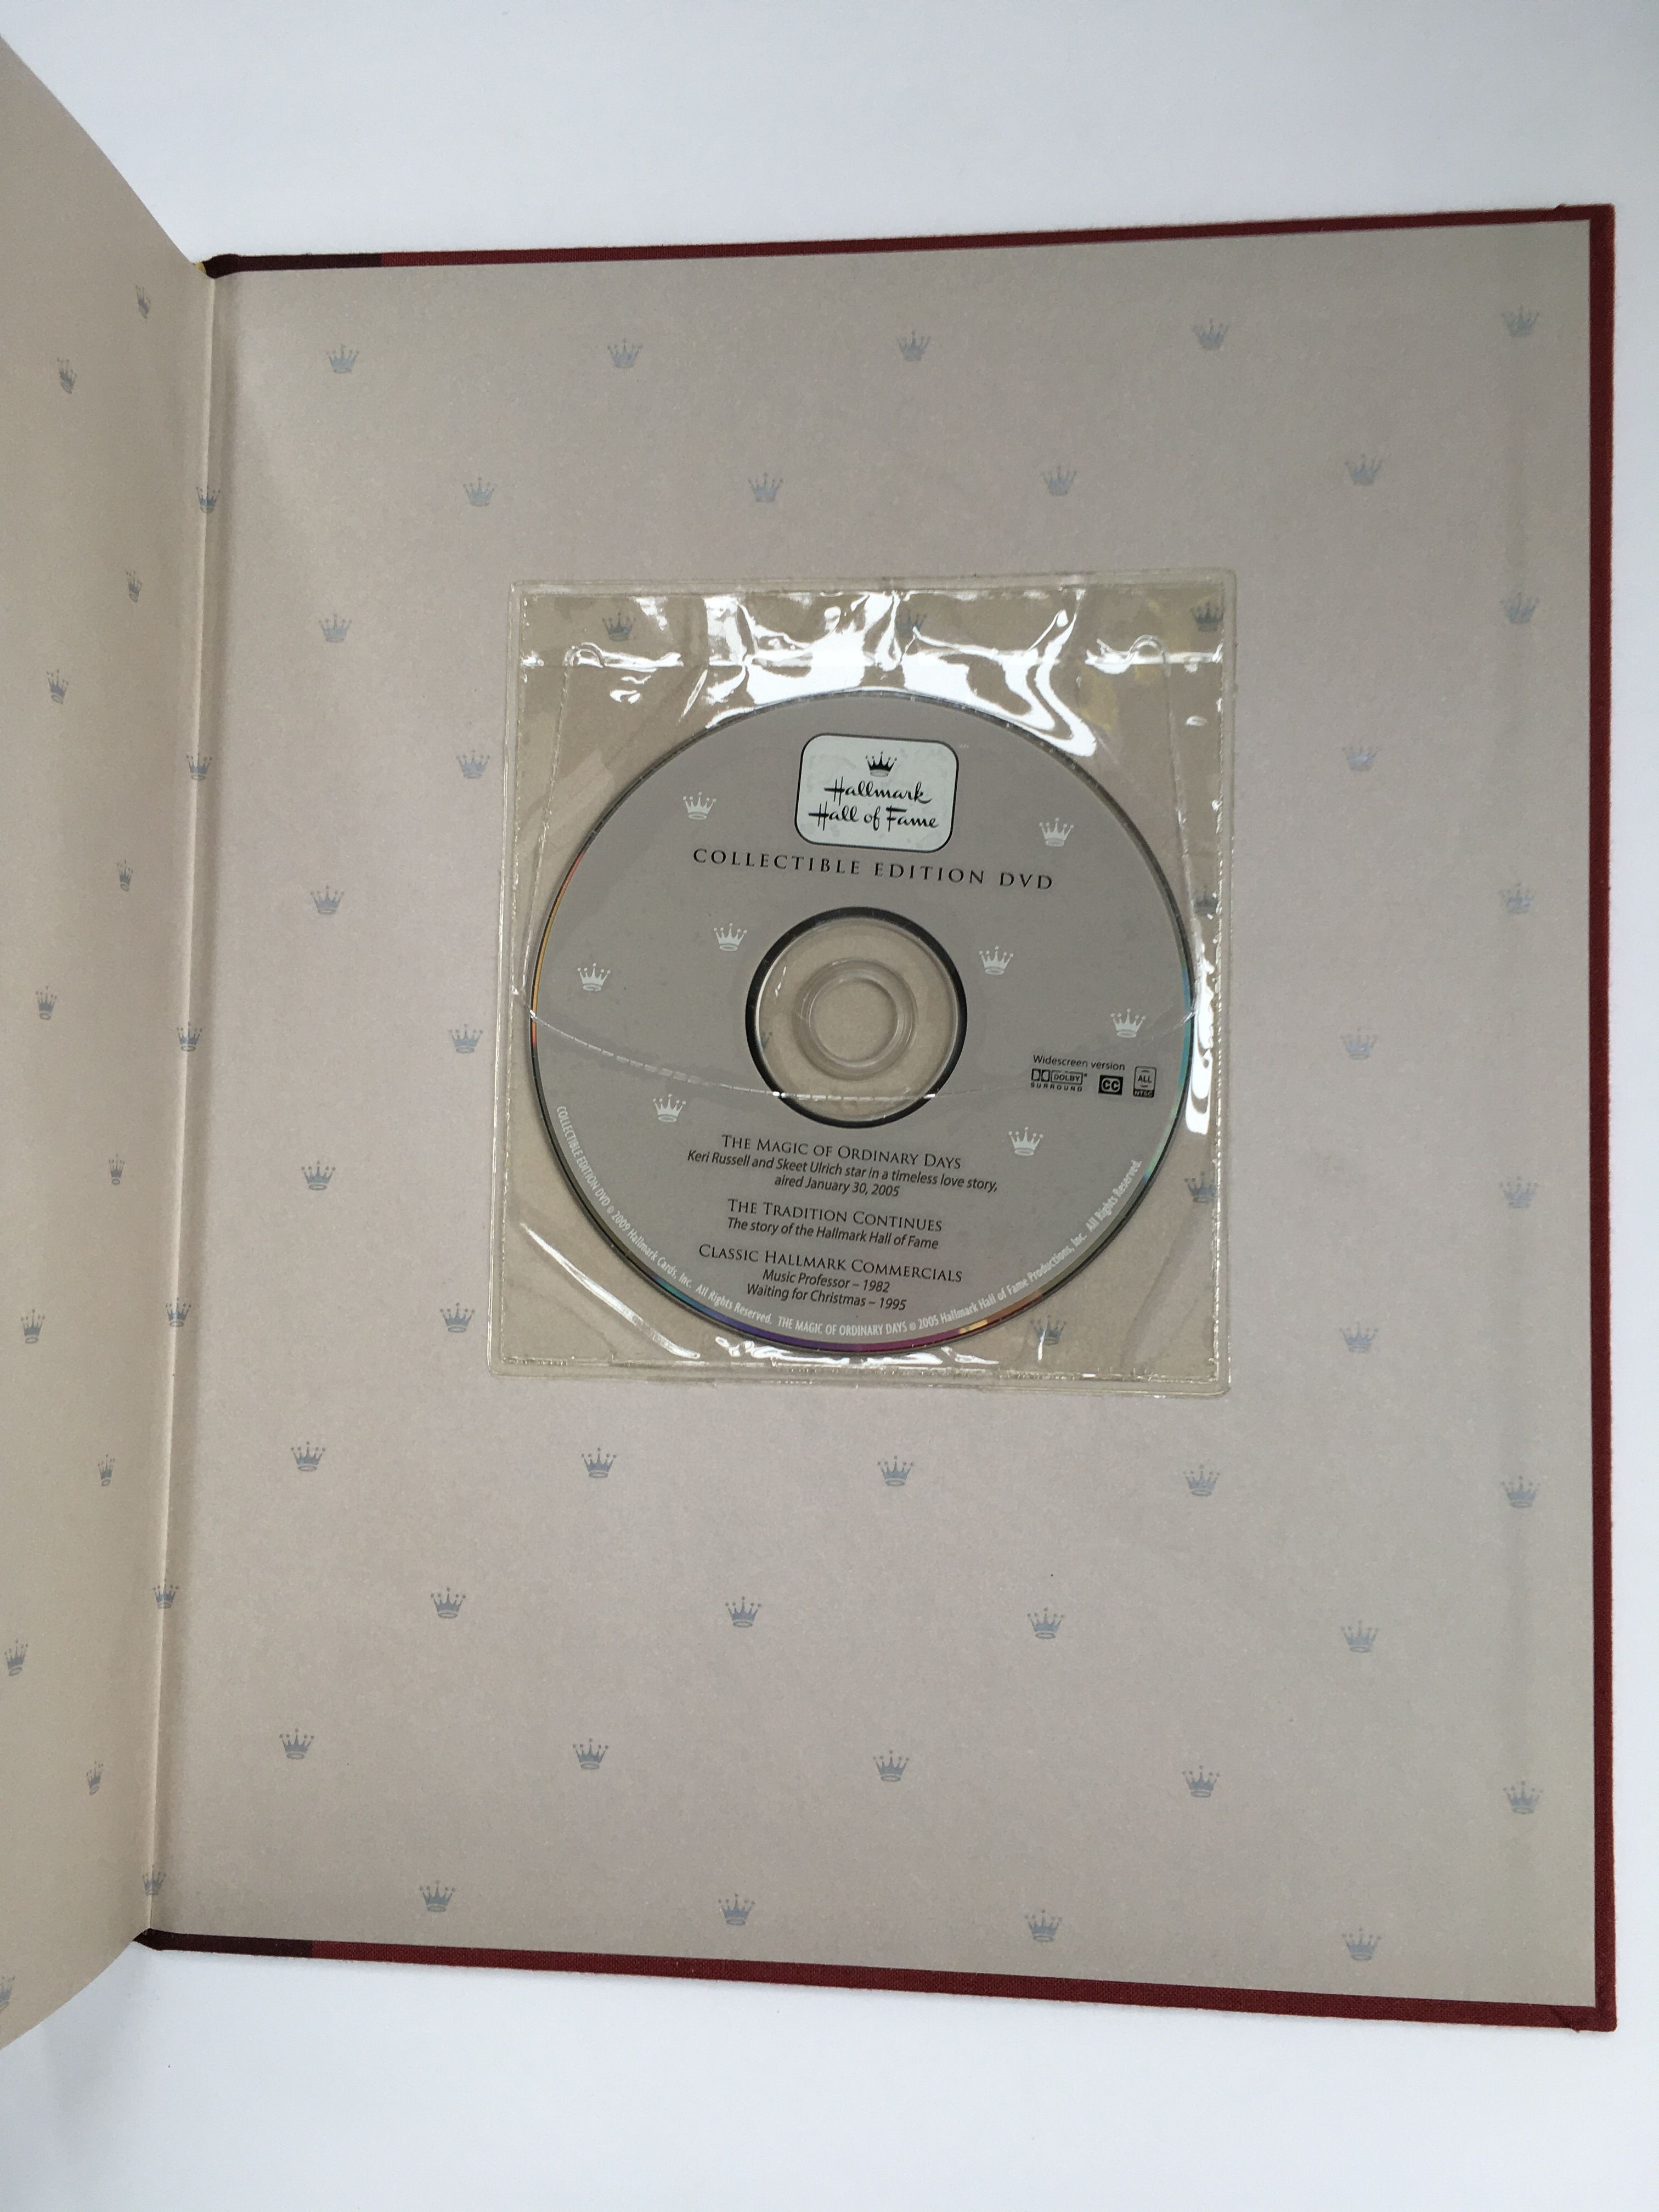 Hallmark
Hall of Fame
COLLECTIBLE EDITION DVD
Widescreen version
DOLBY
SURROUND
CC
ALL
NTSC
THE MAGIC OF ORDINARY DAYS
Keri Russell and Skeet Ulrich star in a timeless love story,
aired January 30, 2005
THE TRADITION CONTINUES
The story of the Hallmark Hall of Fame
CLASSIC HALLMARK COMMERCIALS
Music Professor – 1982
Waiting for Christmas – 1995
COLLECTIBLE EDITION DVD © 2009 Hallmark Cards, Inc. All Rights Reserved. THE MAGIC OF ORDINARY DAYS © 2005 Hallmark Hall of Fame Productions, Inc. All Rights Reserved.